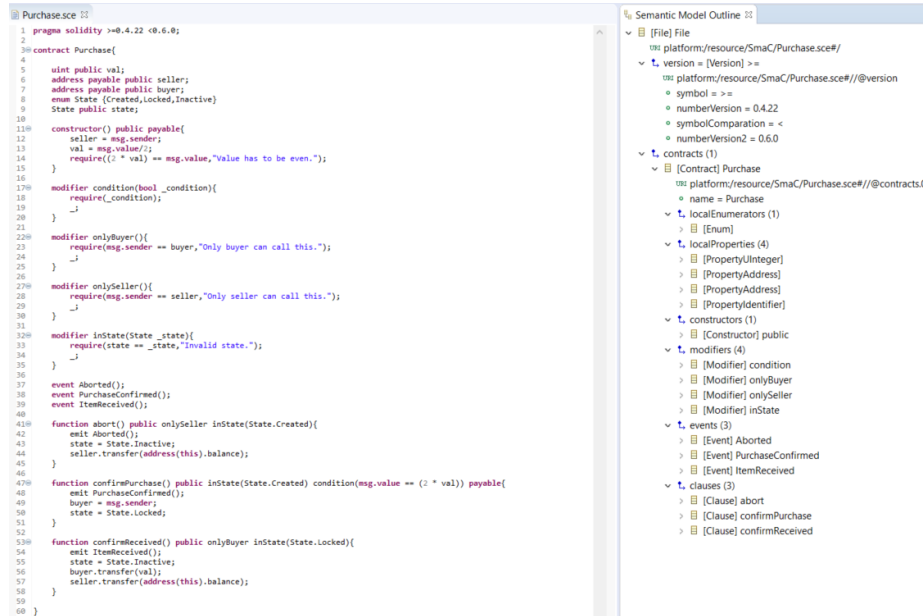 Purchase.sce
1 pragma solidity >=0.4.22 <0.6.0;
2
3 contract Purchase{
4
5 uint public val;
6 address payable public seller;
7 address payable public buyer;
8 enum State {Created,Locked,Inactive}
9 State public state;
10
11 constructor() public payable{
12 seller = msg.sender;
13 val = msg.value/2;
14 require((2 * val) == msg.value,"Value has to be even.");
15 }
16
17 modifier condition(bool _condition){
18 require(_condition);
19 _;
20 }
21
22 modifier onlyBuyer(){
23 require(msg.sender == buyer,"Only buyer can call this.");
24 _;
25 }
26
27 modifier onlySeller(){
28 require(msg.sender == seller,"Only seller can call this.");
29 _;
30 }
31
32 modifier inState(State _state){
33 require(state == _state,"Invalid state.");
34 _;
35 }
36
37 event Aborted();
38 event PurchaseConfirmed();
39 event ItemReceived();
40
41 function abort() public onlySeller inState(State.Created){
42 emit Aborted();
43 state = State.Inactive;
44 seller.transfer(address(this).balance);
45 }
46
47 function confirmPurchase() public inState(State.Created) condition(msg.value == (2 * val)) payable{
48 emit PurchaseConfirmed();
49 buyer = msg.sender;
50 state = State.Locked;
51 }
52
53 function confirmReceived() public onlyBuyer inState(State.Locked){
54 emit ItemReceived();
55 state = State.Inactive;
56 buyer.transfer(val);
57 seller.transfer(address(this).balance);
58 }
59
60 }
Semantic Model Outline
[File] File
URI platform:/resource/SmaC/Purchase.sce#/
version = [Version] >=
URI platform:/resource/SmaC/Purchase.sce#//@version
symbol = >=
numberVersion = 0.4.22
symbolComparation = <
numberVersion2 = 0.6.0
contracts (1)
[Contract] Purchase
URI platform:/resource/SmaC/Purchase.sce#//@contracts.0
name = Purchase
localEnumerators (1)
[Enum]
localProperties (4)
[PropertyUInteger]
[PropertyAddress]
[PropertyAddress]
[PropertyIdentifier]
constructors (1)
[Constructor] public
modifiers (4)
[Modifier] condition
[Modifier] onlyBuyer
[Modifier] onlySeller
[Modifier] inState
events (3)
[Event] Aborted
[Event] PurchaseConfirmed
[Event] ItemReceived
clauses (3)
[Clause] abort
[Clause] confirmPurchase
[Clause] confirmReceived